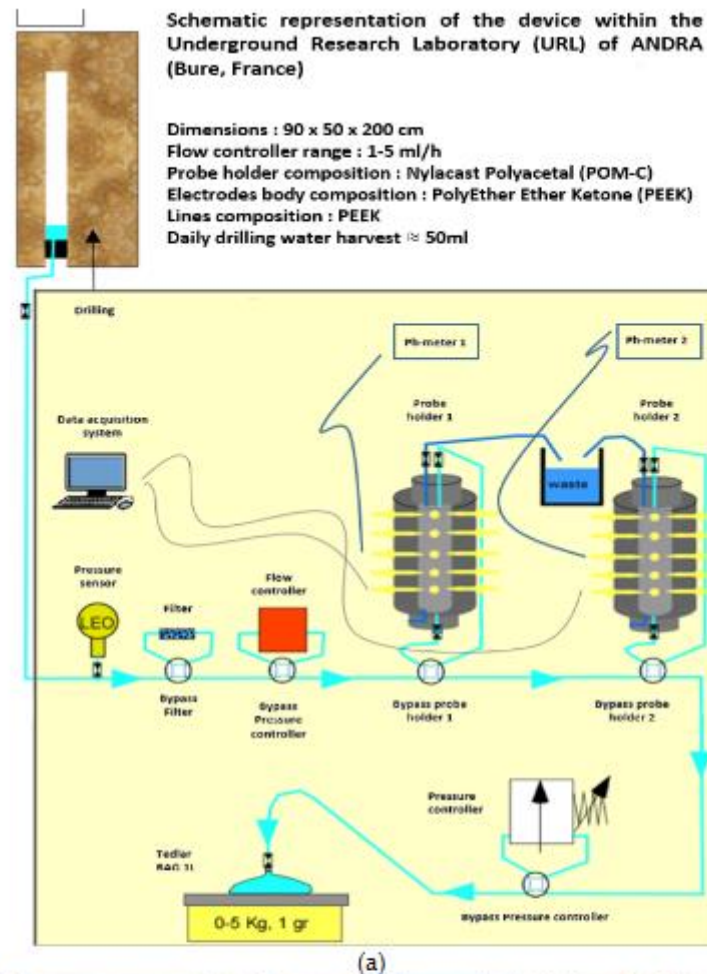 Schematic representation of the device within the
Underground Research Laboratory (URL) of ANDRA
(Bure, France)
Dimensions : 90 x 50 x 200 cm
Flow controller range : 1-5 ml/h
Probe holder composition : Nylacast Polyacetal (POM-C)
Electrodes body composition : PolyEther Ether Ketone (PEEK)
Lines composition : PEEK
Daily drilling water harvest ≈ 50ml
Drilling
Ph-meter 1
Ph-meter 2
Probe
holder 1
Probe
holder 2
Data acquisition
system
waste
Pressure
sensor
LEO
Filter
Flow
controller
Bypass
Filter
Bypass
Pressure
controller
Bypass probe
holder 1
Bypass probe
holder 2
Pressure
controller
Tedlar
BAG 1L
0-5 Kg, 1 gr
Bypass Pressure controller
(a)